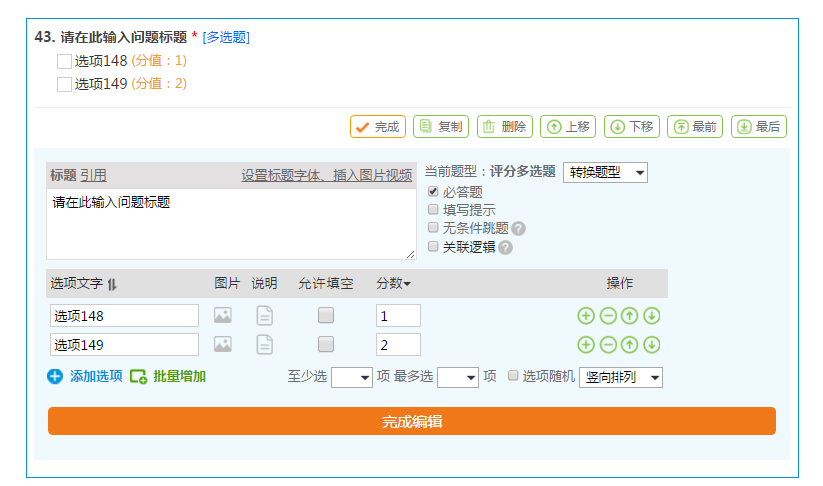 43. 请在此输入问题标题 * [多选题]
选项148 (分值：1)
选项149 (分值：2)
完成 复制 删除 上移 下移 最前 最后
标题 引用 设置标题字体、插入图片视频 当前题型：评分多选题 转换题型
请在此输入问题标题
必答题
填写提示
无条件跳题 ?
关联逻辑 ?
选项文字 图片 说明 允许填空 分数 操作
选项148 1
选项149 2
添加选项 批量增加 至少选 项 最多选 项 选项随机 竖向排列
完成编辑